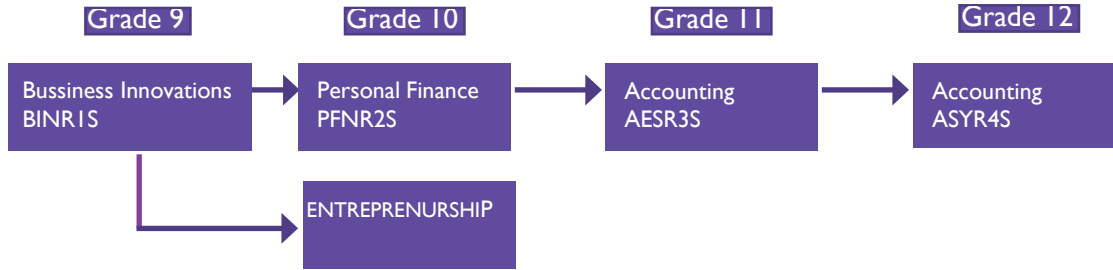 Grade 9
Grade 10
Grade 11
Grade 12
Bussiness Innovations
BINR1S
Personal Finance
PFNR2S
Accounting
AESR3S
Accounting
ASYR4S
ENTREPRENURSHIP